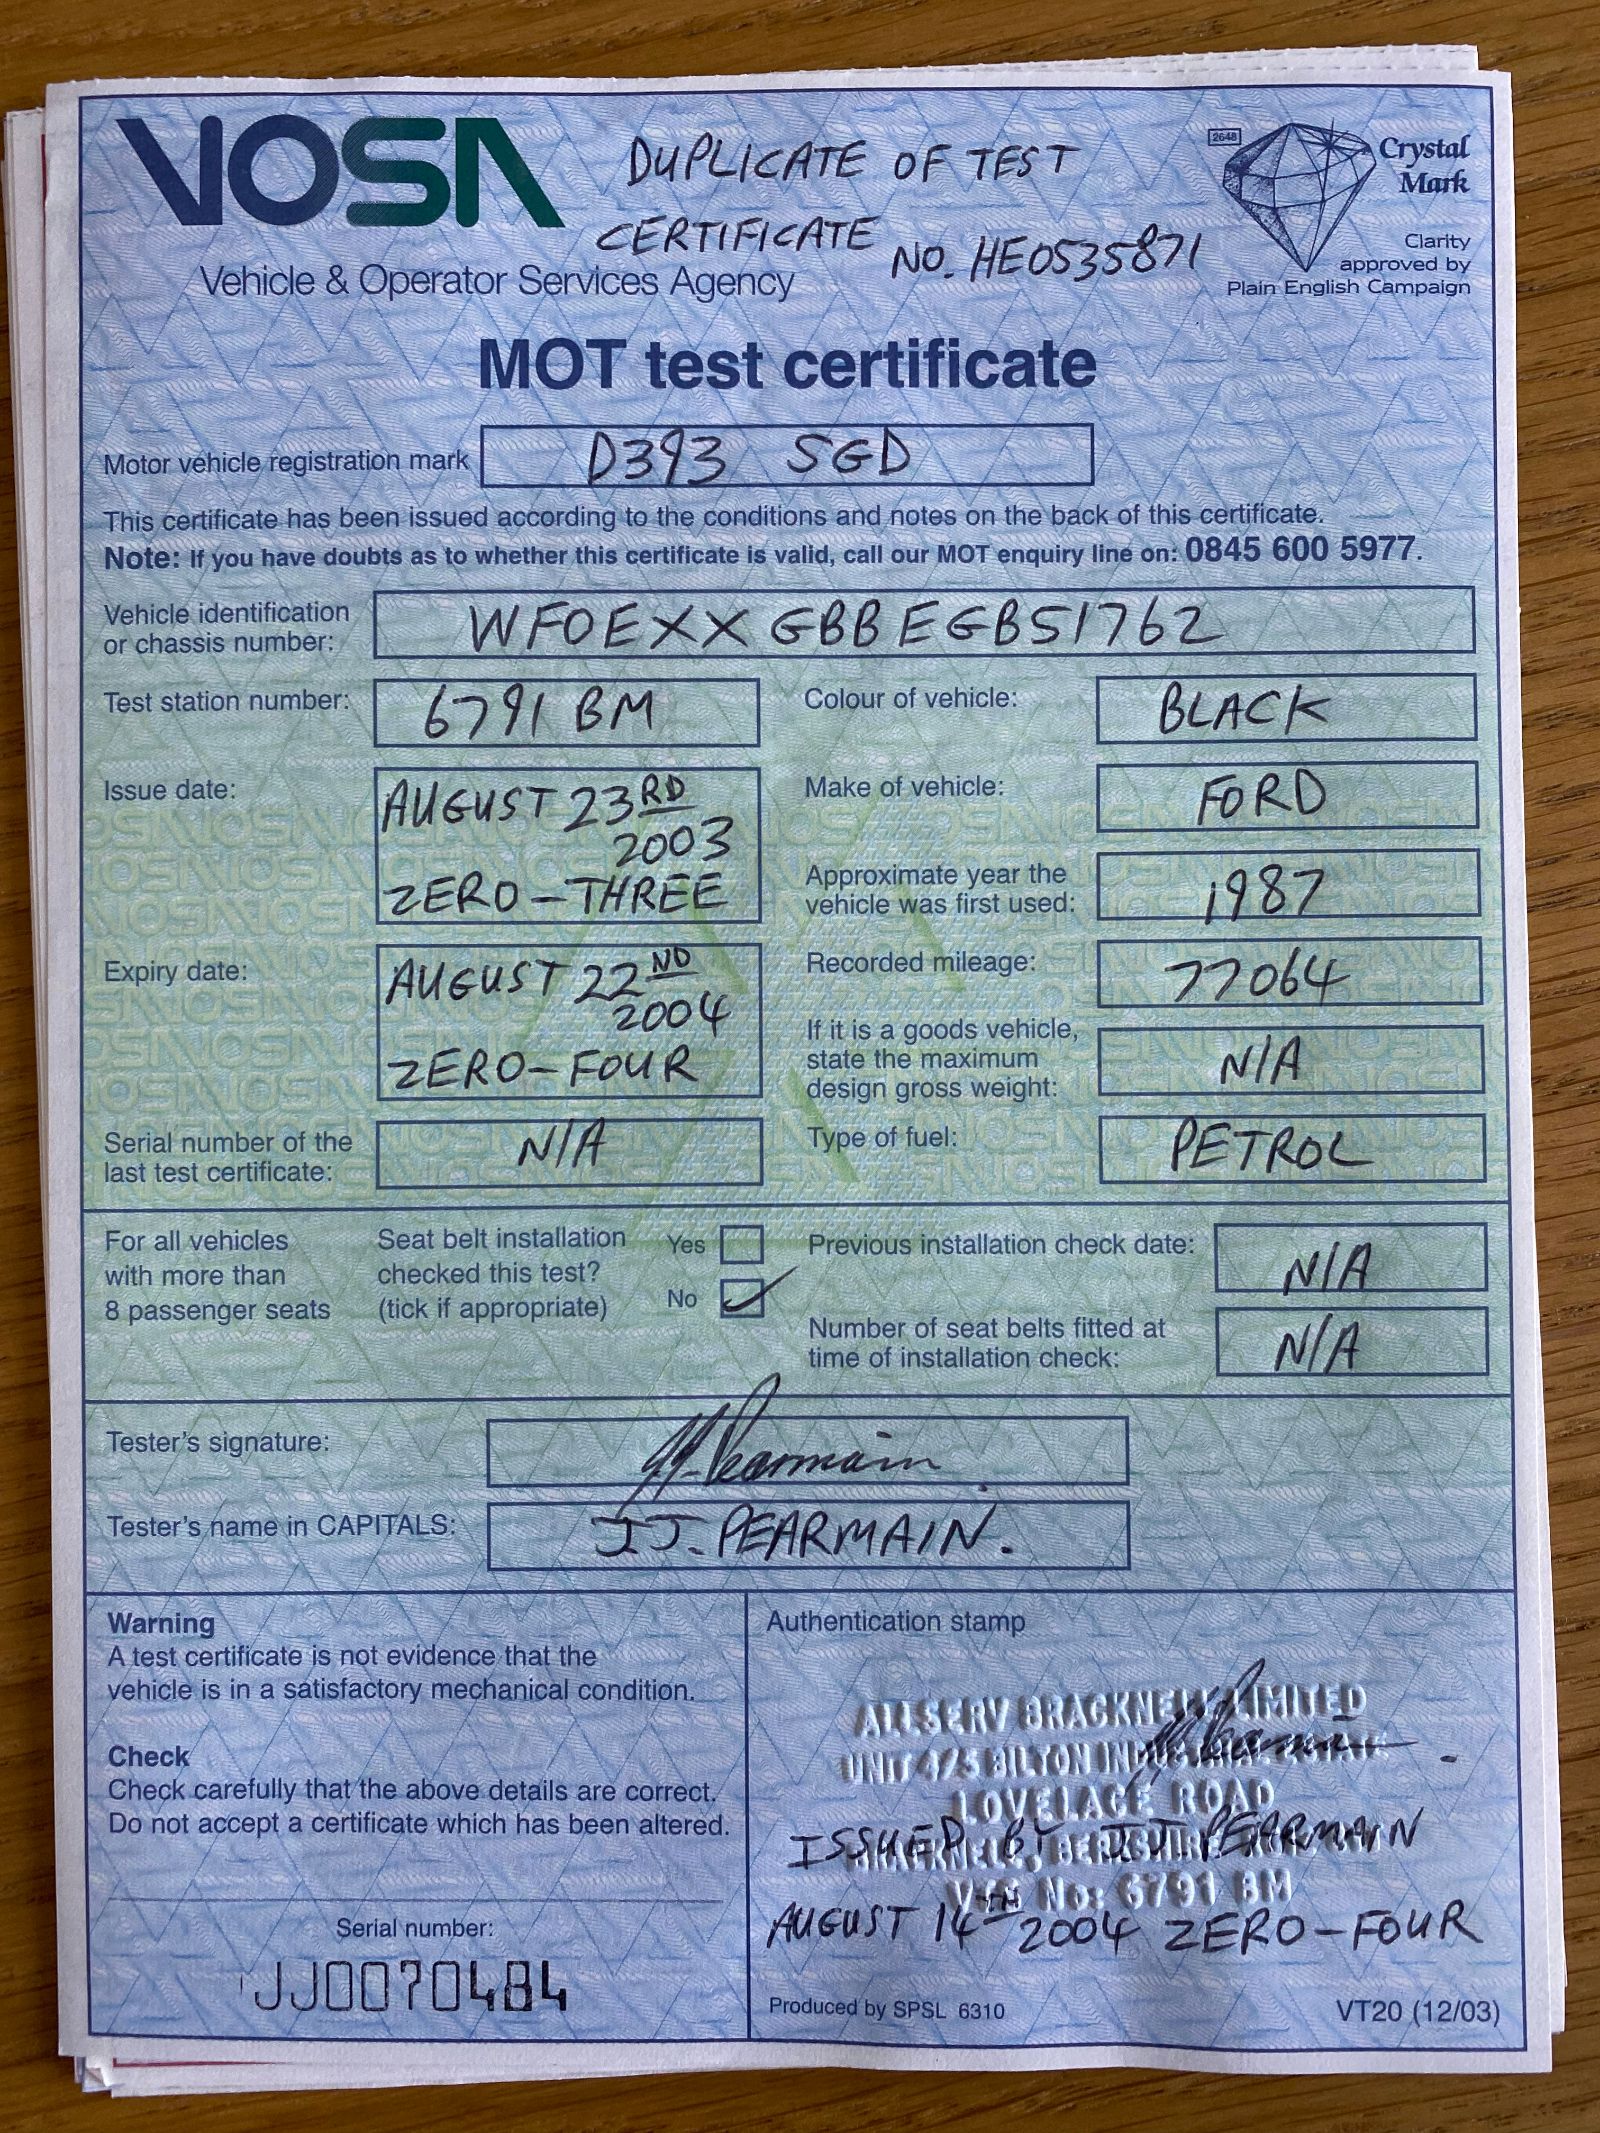 VOSA
DUPLICATE OF TEST
CERTIFICATE NO. HE0535871
Vehicle & Operator Services Agency
2648
Crystal
Mark
Clarity
approved by
Plain English Campaign
MOT test certificate
Motor vehicle registration mark D393 SGD
This certificate has been issued according to the conditions and notes on the back of this certificate.
Note: If you have doubts as to whether this certificate is valid, call our MOT enquiry line on: 0845 600 5977.
Vehicle identification
or chassis number: WFOEXXGBBEGB51762
Test station number: 6791 BM
Colour of vehicle: BLACK
Issue date: AUGUST 23RD
2003
ZERO-THREE
Make of vehicle: FORD
Approximate year the
vehicle was first used: 1987
Expiry date: AUGUST 22ND
2004
ZERO-FOUR
Recorded mileage: 77064
If it is a goods vehicle,
state the maximum
design gross weight: N/A
Serial number of the
last test certificate: N/A
Type of fuel: PETROL
For all vehicles
with more than
8 passenger seats
Seat belt installation
checked this test?
(tick if appropriate)
Yes
No
Previous installation check date: N/A
Number of seat belts fitted at
time of installation check: N/A
Tester's signature: JJ. Pearmain
Tester's name in CAPITALS: JJ. PEARMAIN.
Warning
A test certificate is not evidence that the
vehicle is in a satisfactory mechanical condition.
Check
Check carefully that the above details are correct.
Do not accept a certificate which has been altered.
Serial number:
JJ0070484
Authentication stamp
ALLSERV BRACKNELL LIMITED
UNIT 4/5 BILTON
LOVELACE ROAD
ISSUED BY JJ PEARMAIN
BRACKNELL, BERKSHIRE
No: 6791 BM
AUGUST 14TH 2004 ZERO-FOUR
Produced by SPSL 6310
VT20 (12/03)